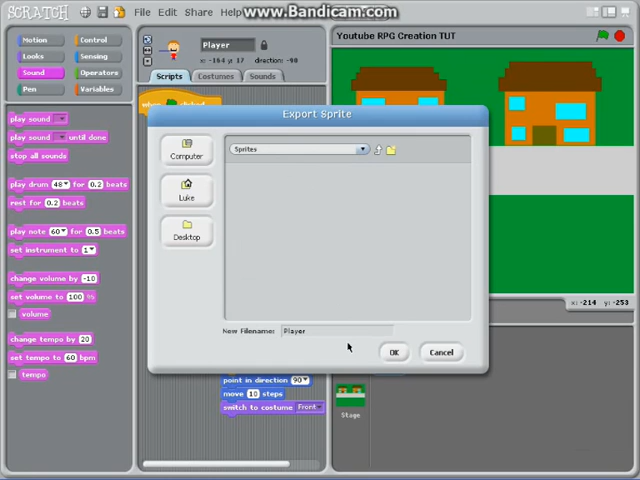 SCRATCH
File Edit Share Help
www.Bandicam.com
Motion
Control
Looks
Sensing
Sound
Operators
Pen
Variables
Player
x: -164 y: 17 direction: -90
Scripts
Costumes
Sounds
Youtube RPG Creation TUT
play sound
play sound until done
stop all sounds
play drum 48 for 0.2 beats
rest for 0.2 beats
play note 60 for 0.5 beats
set instrument to 1
change volume by -10
set volume to 100 %
volume
change tempo by 20
set tempo to 60 bpm
tempo
Export Sprite
Computer
Luke
Desktop
Sprites
New Filename: Player
OK
Cancel
point in direction 90
move 10 steps
switch to costume Front
x: -214 y: -253
Stage